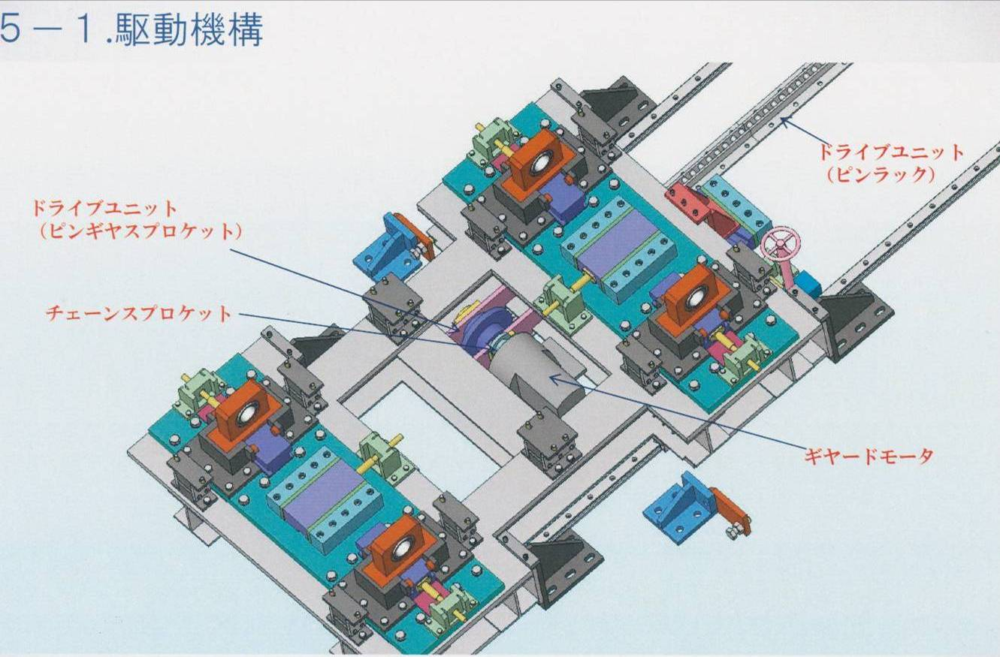 5－1.駆動機構
ドライブユニット
（ピンラック）
ドライブユニット
（ピンギヤスプロケット）
チェーンスプロケット
ギヤードモータ